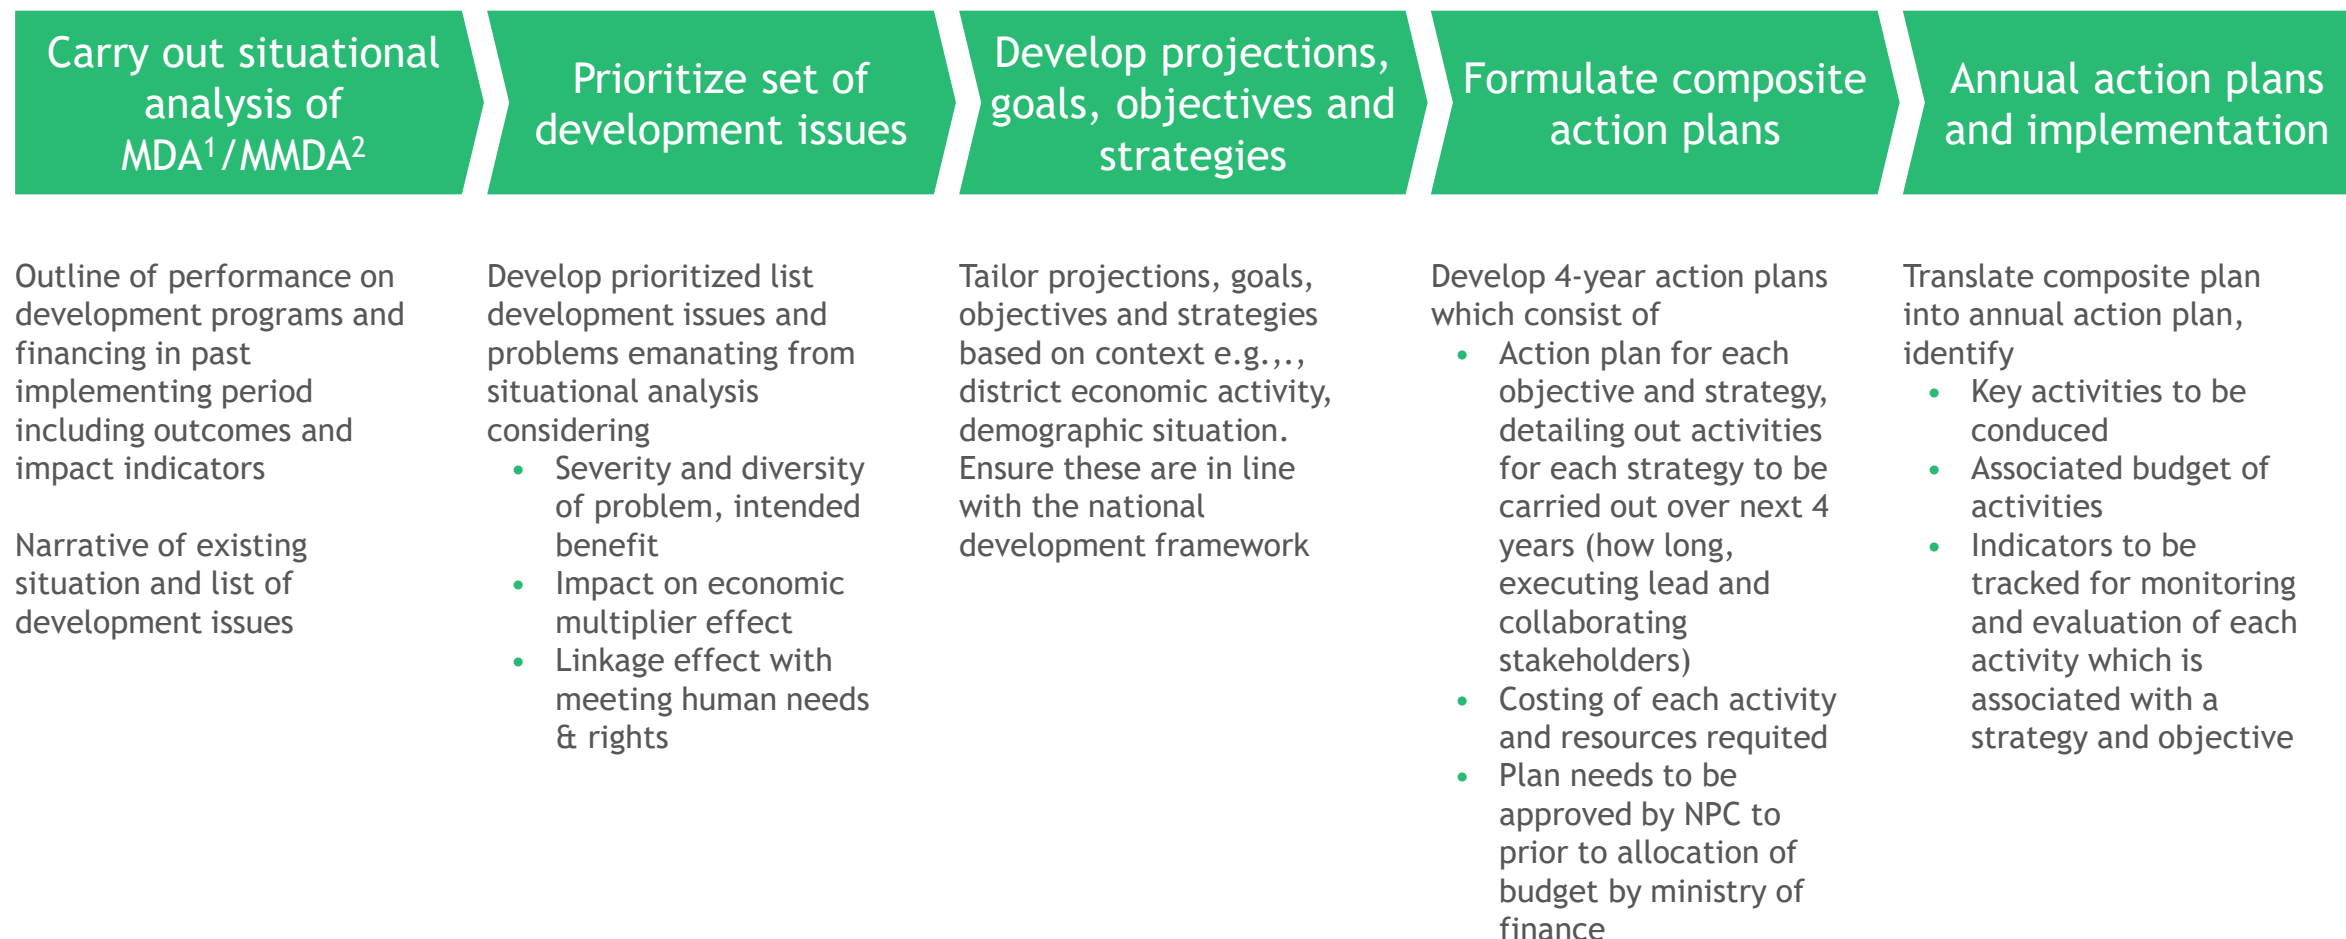 Carry out situational
analysis of
MDA¹/MMDA²
Prioritize set of
development issues
Develop projections,
goals, objectives and
strategies
Formulate composite
action plans
Annual action plans
and implementation
Outline of performance on
development programs and
financing in past
implementing period
including outcomes and
impact indicators
Narrative of existing
situation and list of
development issues
Develop prioritized list
development issues and
problems emanating from
situational analysis
considering
• Severity and diversity
of problem, intended
benefit
• Impact on economic
multiplier effect
• Linkage effect with
meeting human needs
& rights
Tailor projections, goals,
objectives and strategies
based on context e.g.,.,
district economic activity,
demographic situation.
Ensure these are in line
with the national
development framework
Develop 4-year action plans
which consist of
• Action plan for each
objective and strategy,
detailing out activities
for each strategy to be
carried out over next 4
years (how long,
executing lead and
collaborating
stakeholders)
• Costing of each activity
and resources requited
• Plan needs to be
approved by NPC to
prior to allocation of
budget by ministry of
finance
Translate composite plan
into annual action plan,
identify
• Key activities to be
conduced
• Associated budget of
activities
• Indicators to be
tracked for monitoring
and evaluation of each
activity which is
associated with a
strategy and objective